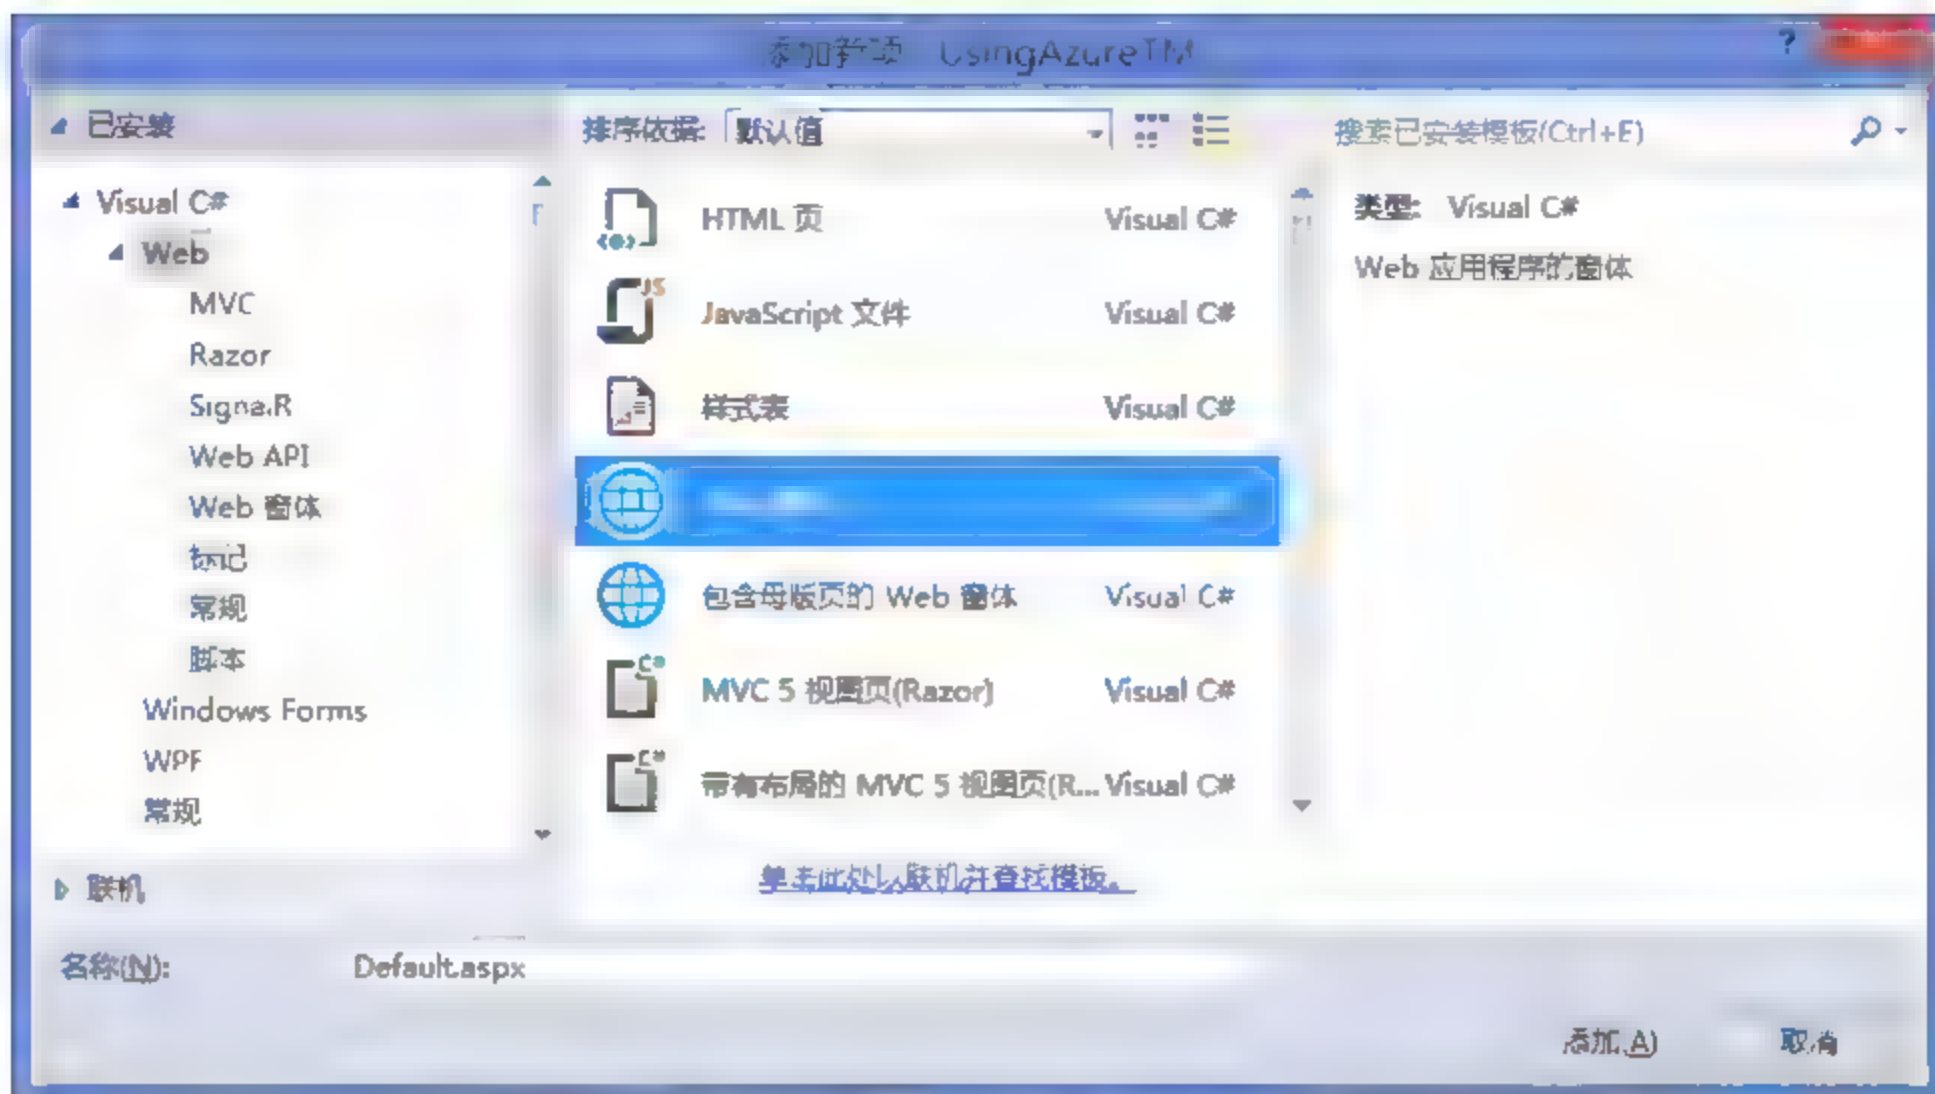 添加新项 - UsingAzureTM
?
已安装
排序依据: 默认值
搜索已安装模板(Ctrl+E)
Visual C#
Web
MVC
Razor
SignalR
Web API
Web 窗体
标记
常规
脚本
Windows Forms
WPF
常规
联机
HTML 页 Visual C#
JavaScript 文件 Visual C#
样式表 Visual C#
包含母版页的 Web 窗体 Visual C#
MVC 5 视图页(Razor) Visual C#
带有布局的 MVC 5 视图页(R... Visual C#
单击此处以联机并查找模板。
类型: Visual C#
Web 应用程序的窗体
名称(N): Default.aspx
添加(A) 取消